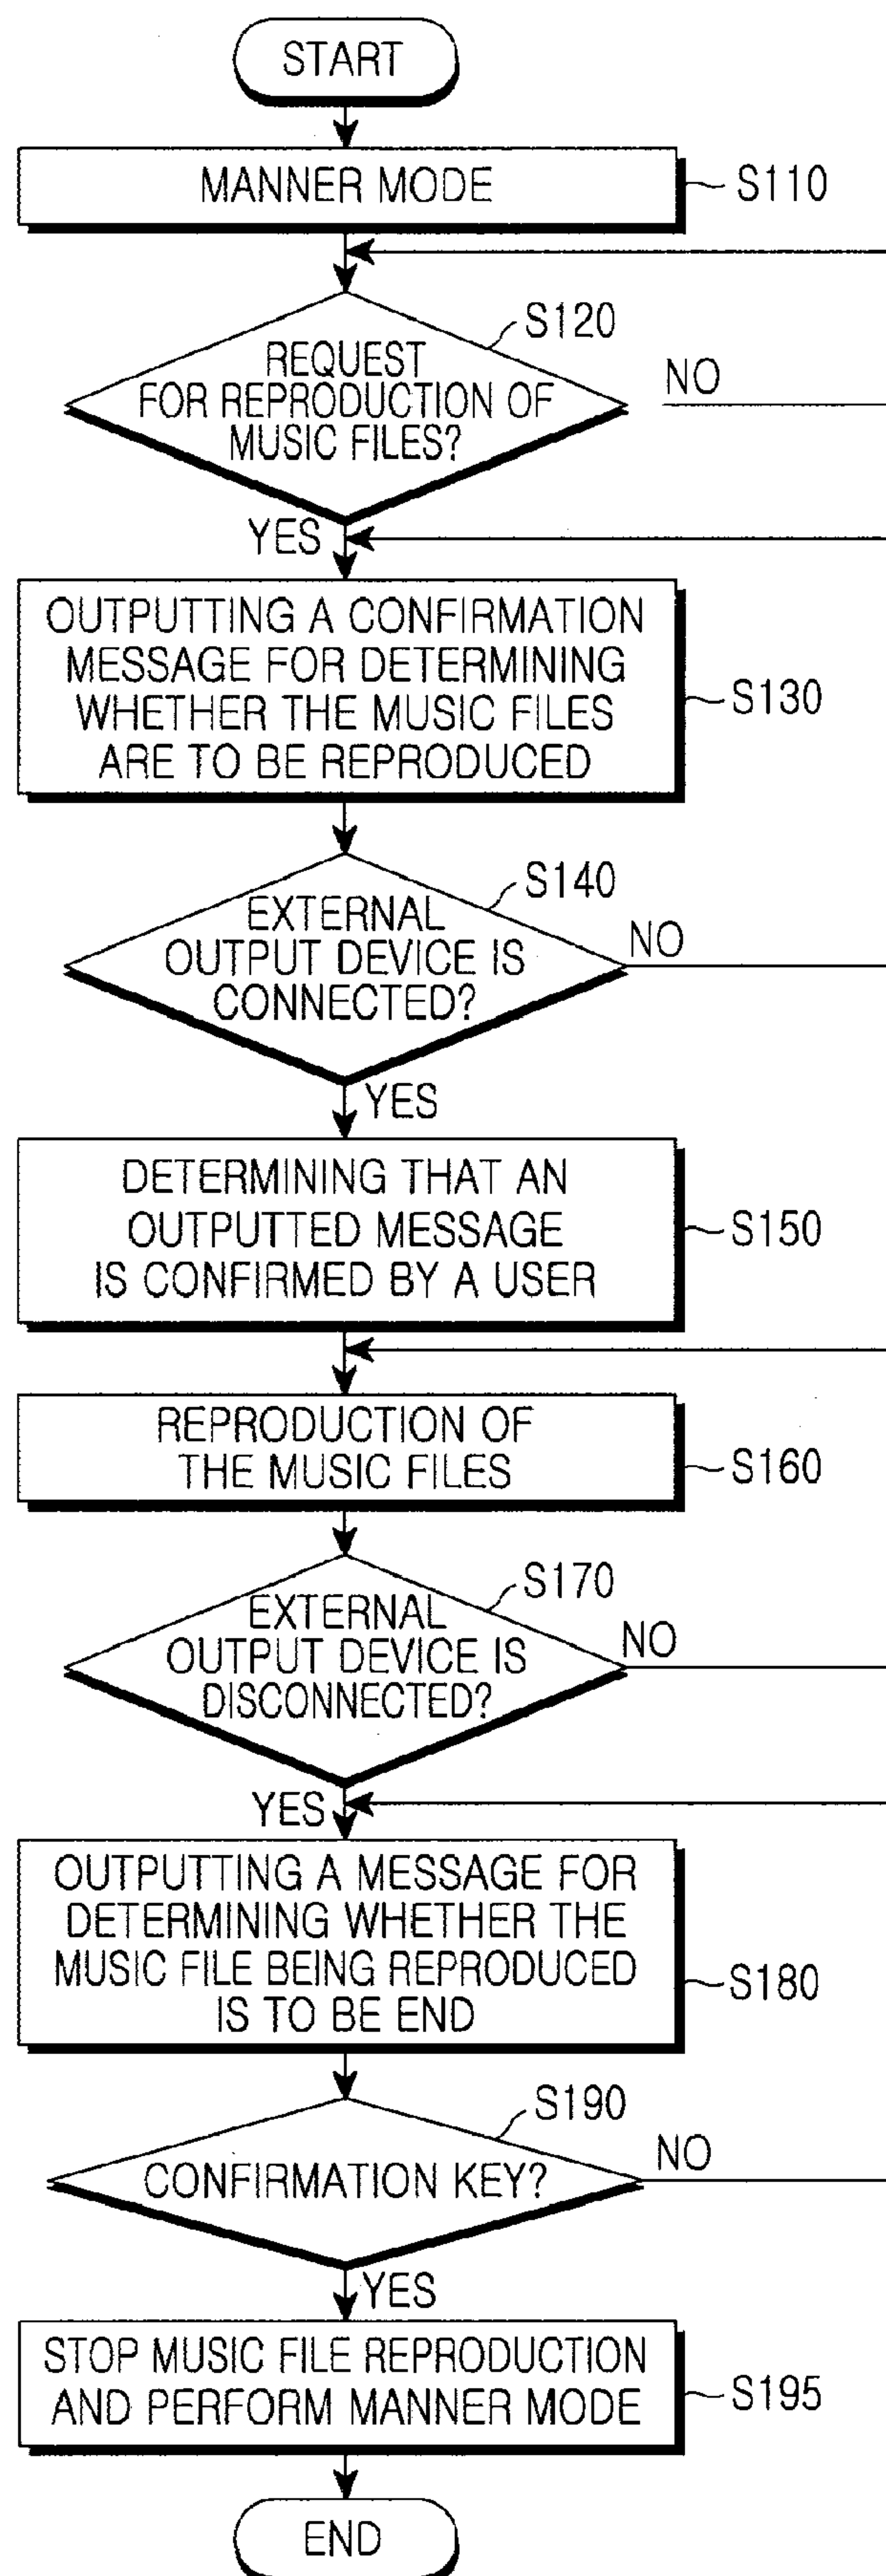 START
MANNER MODE
S110
S120
REQUEST
FOR REPRODUCTION OF
MUSIC FILES?
NO
YES
OUTPUTTING A CONFIRMATION
MESSAGE FOR DETERMINING
WHETHER THE MUSIC FILES
ARE TO BE REPRODUCED
S130
S140
EXTERNAL
OUTPUT DEVICE IS
CONNECTED?
NO
YES
DETERMINING THAT AN
OUTPUTTED MESSAGE
IS CONFIRMED BY A USER
S150
REPRODUCTION OF
THE MUSIC FILES
S160
S170
EXTERNAL
OUTPUT DEVICE IS
DISCONNECTED?
NO
YES
OUTPUTTING A MESSAGE FOR
DETERMINING WHETHER THE
MUSIC FILE BEING REPRODUCED
IS TO BE END
S180
S190
CONFIRMATION KEY?
NO
YES
STOP MUSIC FILE REPRODUCTION
AND PERFORM MANNER MODE
S195
END